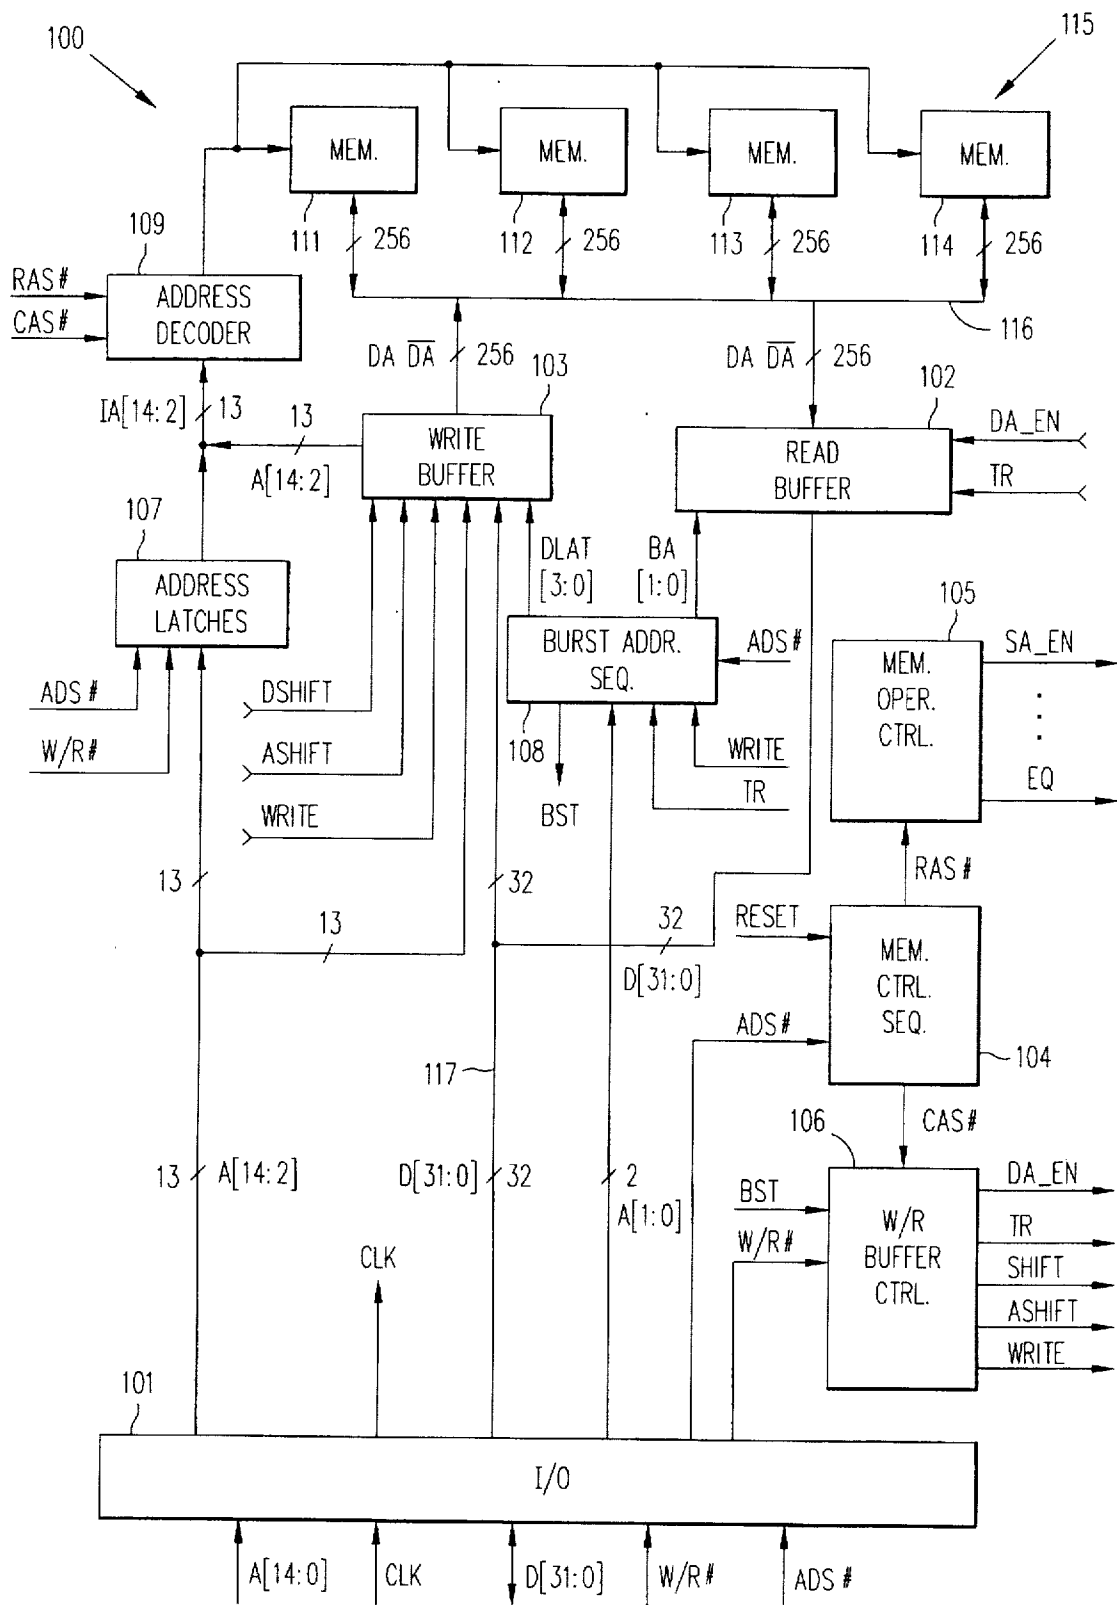 100
115
MEM.
MEM.
MEM.
MEM.
111
256
112
256
113
256
114
256
109
RAS#
CAS#
ADDRESS
DECODER
116
DA D̅A̅
256
DA D̅A̅
256
103
102
IA[14:2]
13
13
A[14:2]
WRITE
BUFFER
READ
BUFFER
DA_EN
TR
107
ADDRESS
LATCHES
DLAT
[3:0]
BA
[1:0]
105
ADS#
W/R#
DSHIFT
ASHIFT
WRITE
BURST ADDR.
SEQ.
ADS#
108
BST
WRITE
TR
MEM.
OPER.
CTRL.
SA_EN
EQ
RAS#
13
32
13
32
D[31:0]
RESET
ADS#
MEM.
CTRL.
SEQ.
104
117
106
CAS#
13
A[14:2]
D[31:0]
32
2
A[1:0]
BST
W/R#
W/R
BUFFER
CTRL.
DA_EN
TR
SHIFT
ASHIFT
WRITE
CLK
101
I/O
A[14:0]
CLK
D[31:0]
W/R#
ADS#